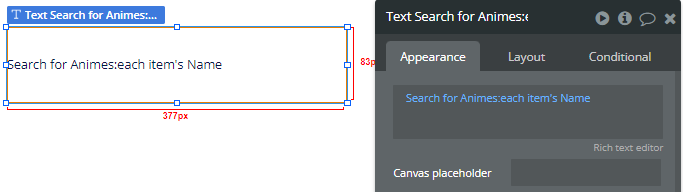 T Text Search for Animes:...
Search for Animes:each item's Name
83p
377px
Text Search for Animes:e
Appearance
Layout
Conditional
Search for Animes:each item's Name
Rich text editor
Canvas placeholder